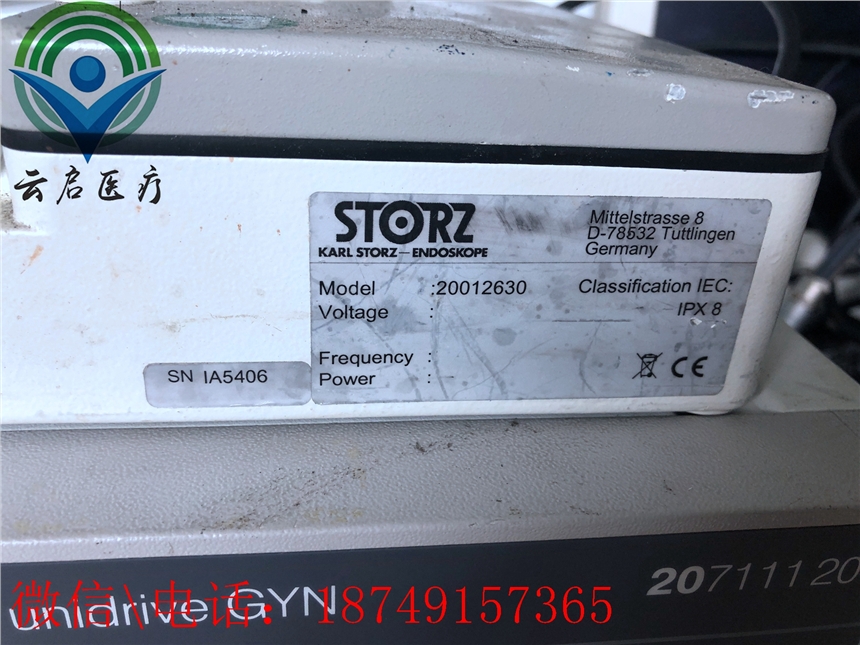 云启医疗
STORZ
KARL STORZ—ENDOSKOPE
Mittelstrasse 8
D-78532 Tuttlingen
Germany
Model :20012630
Classification IEC:
Voltage :
IPX 8
Frequency :
Power :
CE
SN IA5406
unidrive GYN
20711120
微信\电话：18749157365